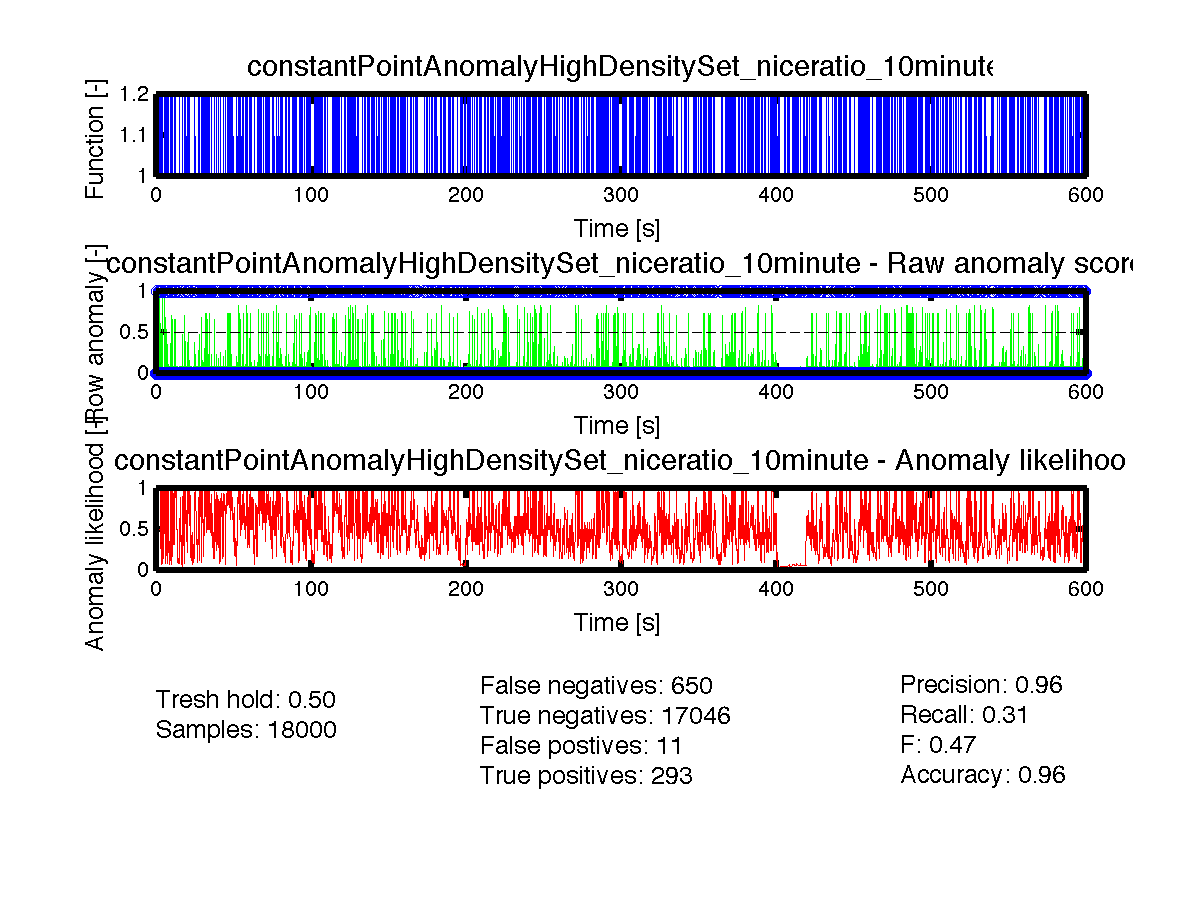 constantPointAnomalyHighDensitySet_niceratio_10minute
Function [-]
1.2
1.1
1
0 100 200 300 400 500 600
Time [s]
constantPointAnomalyHighDensitySet_niceratio_10minute - Raw anomaly score
Row anomaly [-]
1
0.5
0
0 100 200 300 400 500 600
Time [s]
constantPointAnomalyHighDensitySet_niceratio_10minute - Anomaly likelihoo
Anomaly likelihood [-]
1
0.5
0
0 100 200 300 400 500 600
Time [s]
Tresh hold: 0.50
Samples: 18000
False negatives: 650
True negatives: 17046
False postives: 11
True positives: 293
Precision: 0.96
Recall: 0.31
F: 0.47
Accuracy: 0.96